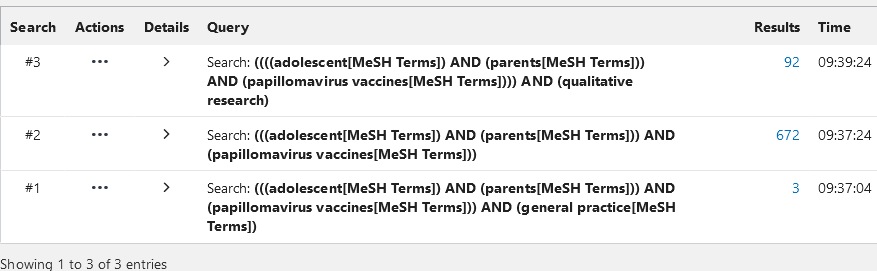 Search Actions Details Query Results Time
#3 ••• Search: ((((adolescent[MeSH Terms]) AND (parents[MeSH Terms])) 92 09:39:24
AND (papillomavirus vaccines[MeSH Terms]))) AND (qualitative
research)
#2 ••• Search: (((adolescent[MeSH Terms]) AND (parents[MeSH Terms])) AND 672 09:37:24
(papillomavirus vaccines[MeSH Terms]))
#1 ••• Search: (((adolescent[MeSH Terms]) AND (parents[MeSH Terms])) AND 3 09:37:04
(papillomavirus vaccines[MeSH Terms])) AND (general practice[MeSH
Terms])
Showing 1 to 3 of 3 entries